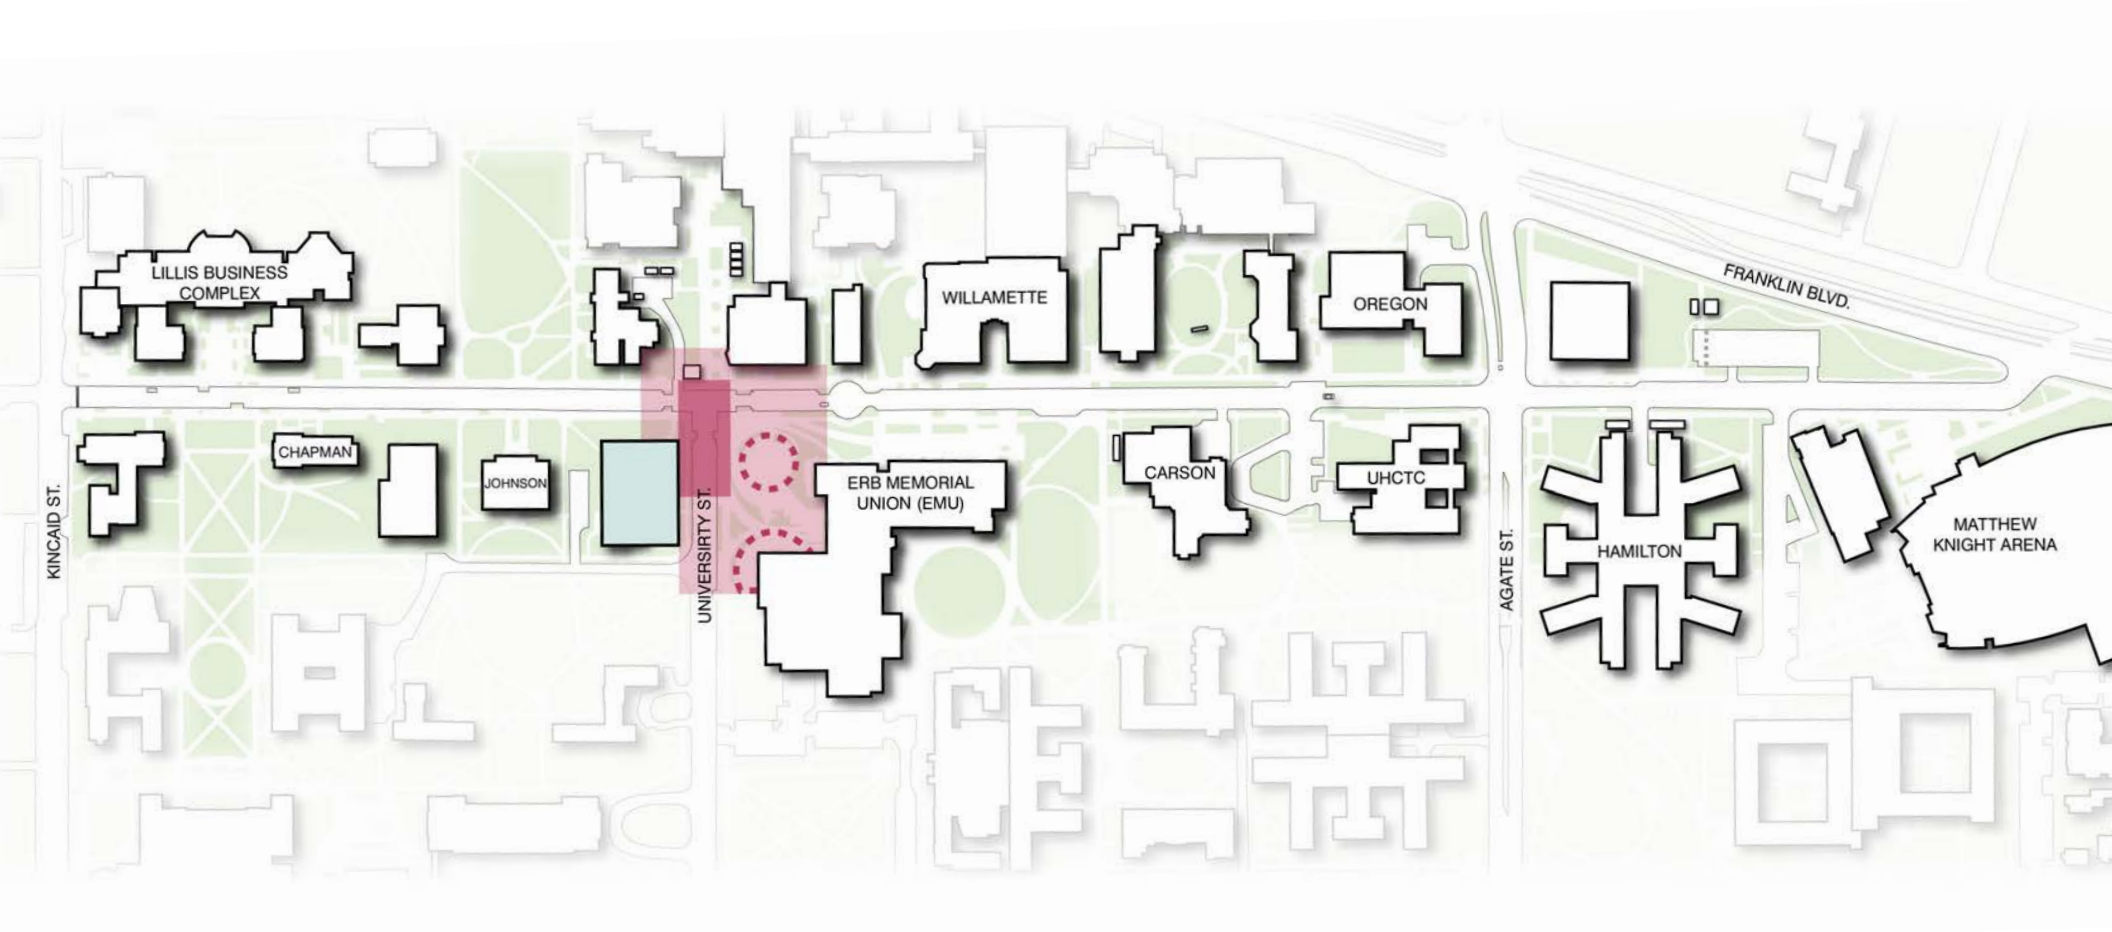 LILLIS BUSINESS
COMPLEX
WILLAMETTE
OREGON
FRANKLIN BLVD.
KINCAID ST.
CHAPMAN
JOHNSON
UNIVERSIRTY ST.
ERB MEMORIAL
UNION (EMU)
CARSON
UHCTC
AGATE ST.
HAMILTON
MATTHEW
KNIGHT ARENA